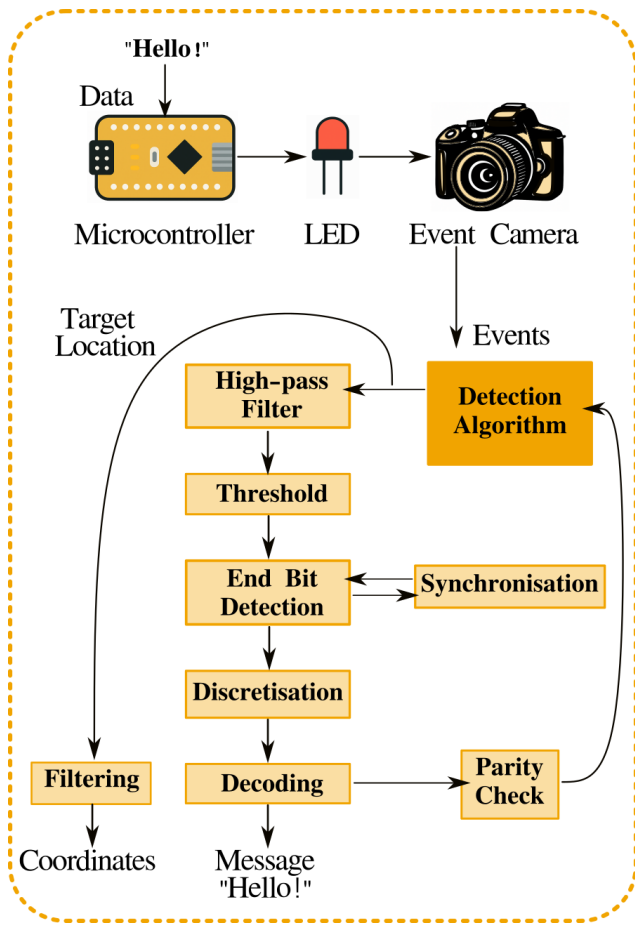 "Hello!"
Data
Microcontroller
LED
Event Camera
Events
Target
Location
High-pass
Filter
Detection
Algorithm
Threshold
End Bit
Detection
Synchronisation
Discretisation
Filtering
Decoding
Parity
Check
Coordinates
Message
"Hello!"